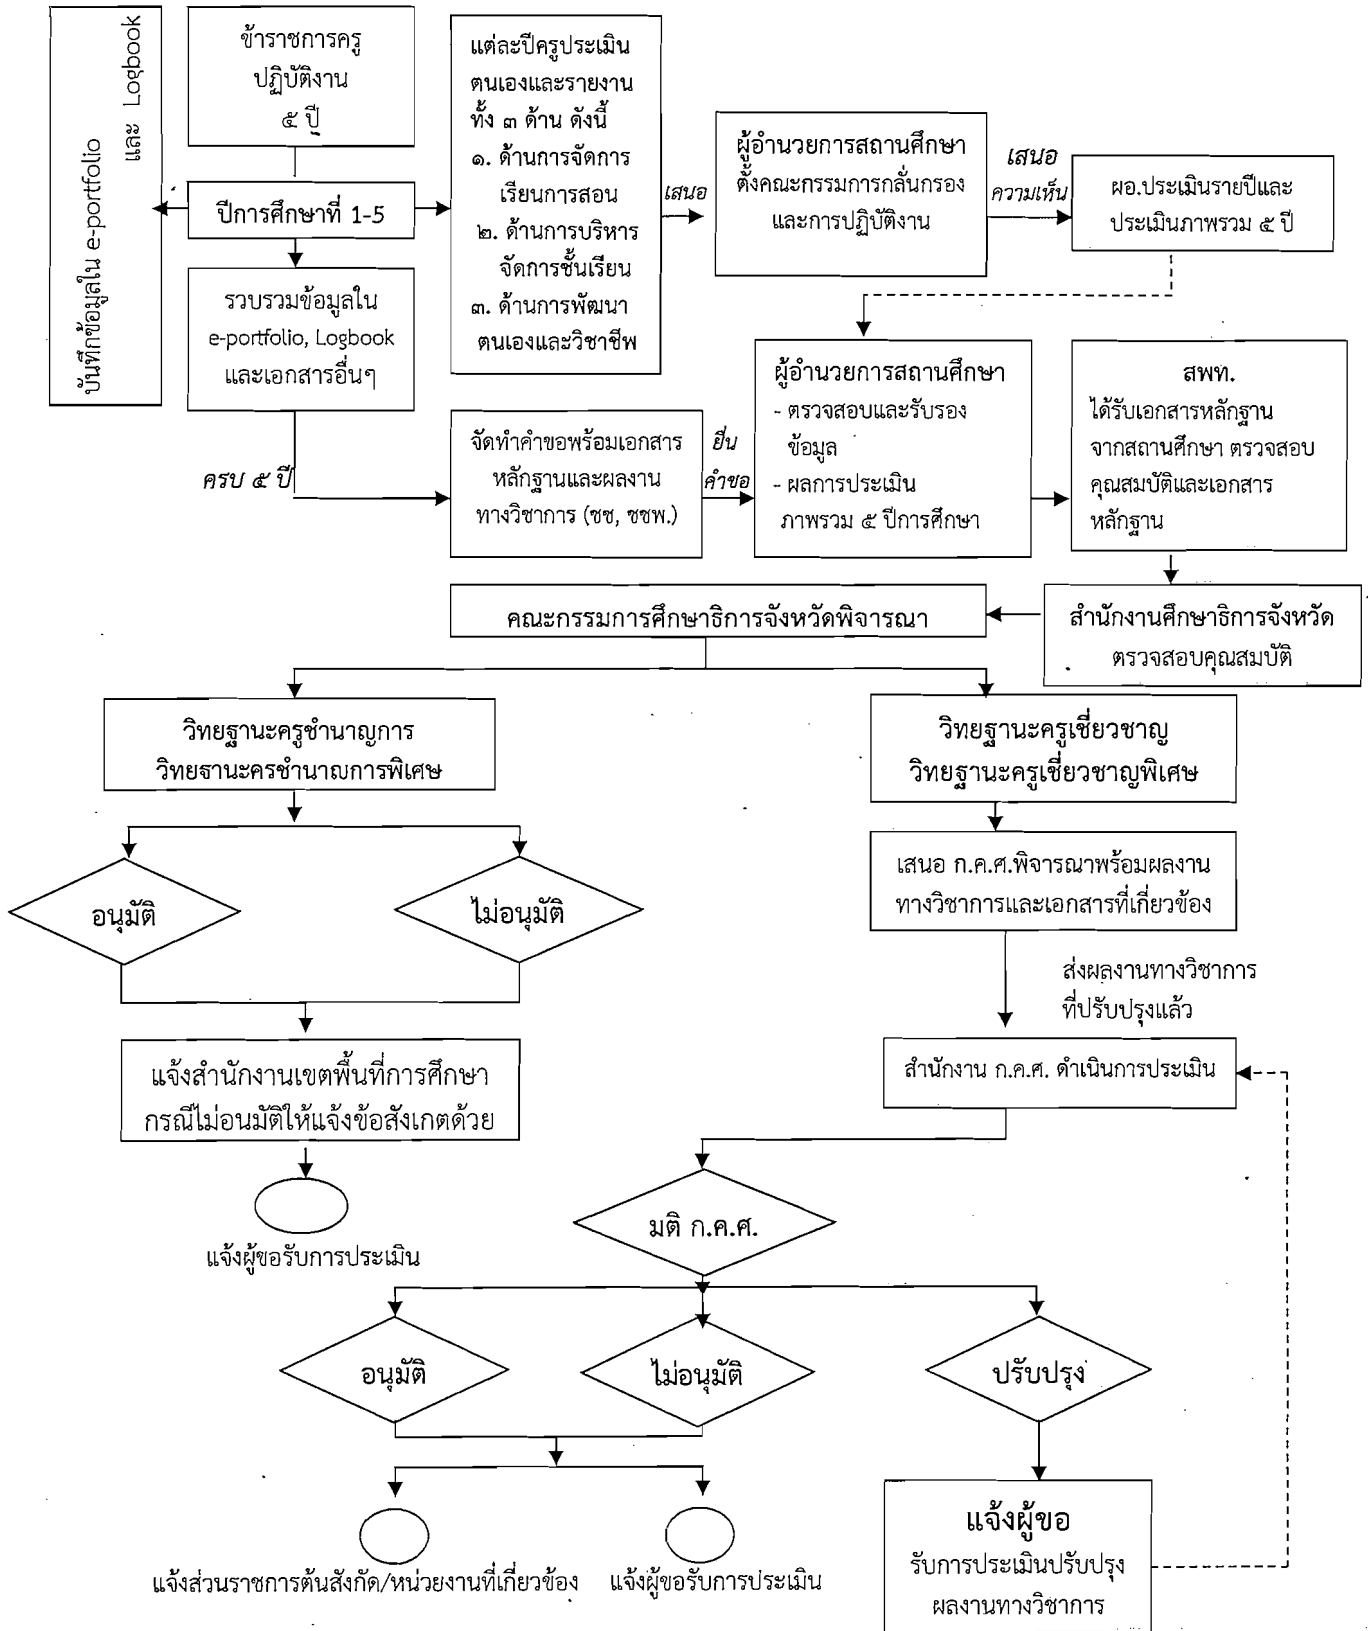 บันทึกข้อมูลใน e-portfolio
และ Logbook
ข้าราชการครู
ปฏิบัติงาน
๕ ปี
ปีการศึกษาที่ 1-5
รวบรวมข้อมูลใน
e-portfolio, Logbook
และเอกสารอื่นๆ
แต่ละปีครูประเมิน
ตนเองและรายงาน
ทั้ง ๓ ด้าน ดังนี้
๑. ด้านการจัดการ
เรียนการสอน
๒. ด้านการบริหาร
จัดการชั้นเรียน
๓. ด้านการพัฒนา
ตนเองและวิชาชีพ
เสนอ
ผู้อำนวยการสถานศึกษา
ตั้งคณะกรรมการกลั่นกรอง
และการปฏิบัติงาน
เสนอ
ความเห็น
ผอ.ประเมินรายปีและ
ประเมินภาพรวม ๕ ปี
ครบ ๕ ปี
จัดทำคำขอพร้อมเอกสาร
หลักฐานและผลงาน
ทางวิชาการ (ชช, ชชพ.)
ยื่น
คำขอ
ผู้อำนวยการสถานศึกษา
- ตรวจสอบและรับรอง
ข้อมูล
- ผลการประเมิน
ภาพรวม ๕ ปีการศึกษา
สพท.
ได้รับเอกสารหลักฐาน
จากสถานศึกษา ตรวจสอบ
คุณสมบัติและเอกสาร
หลักฐาน
สำนักงานศึกษาธิการจังหวัด
ตรวจสอบคุณสมบัติ
คณะกรรมการศึกษาธิการจังหวัดพิจารณา
วิทยฐานะครูชำนาญการ
วิทยฐานะครูชำนาญการพิเศษ
วิทยฐานะครูเชี่ยวชาญ
วิทยฐานะครูเชี่ยวชาญพิเศษ
อนุมัติ
ไม่อนุมัติ
เสนอ ก.ค.ศ.พิจารณาพร้อมผลงาน
ทางวิชาการและเอกสารที่เกี่ยวข้อง
ส่งผลงานทางวิชาการ
ที่ปรับปรุงแล้ว
แจ้งสำนักงานเขตพื้นที่การศึกษา
กรณีไม่อนุมัติให้แจ้งข้อสังเกตด้วย
สำนักงาน ก.ค.ศ. ดำเนินการประเมิน
แจ้งผู้ขอรับการประเมิน
มติ ก.ค.ศ.
อนุมัติ
ไม่อนุมัติ
ปรับปรุง
แจ้งส่วนราชการต้นสังกัด/หน่วยงานที่เกี่ยวข้อง
แจ้งผู้ขอรับการประเมิน
แจ้งผู้ขอ
รับการประเมินปรับปรุง
ผลงานทางวิชาการ